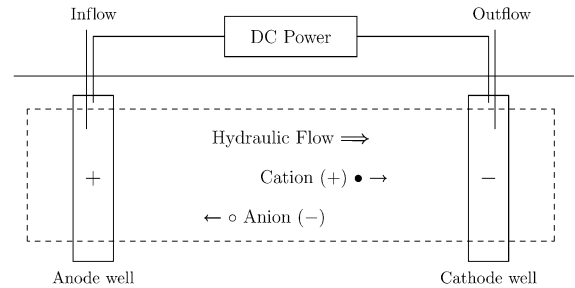 Inflow
Outflow
DC Power
Hydraulic Flow ⇒
+
Cation (+) • →
−
← ○ Anion (−)
Anode well
Cathode well